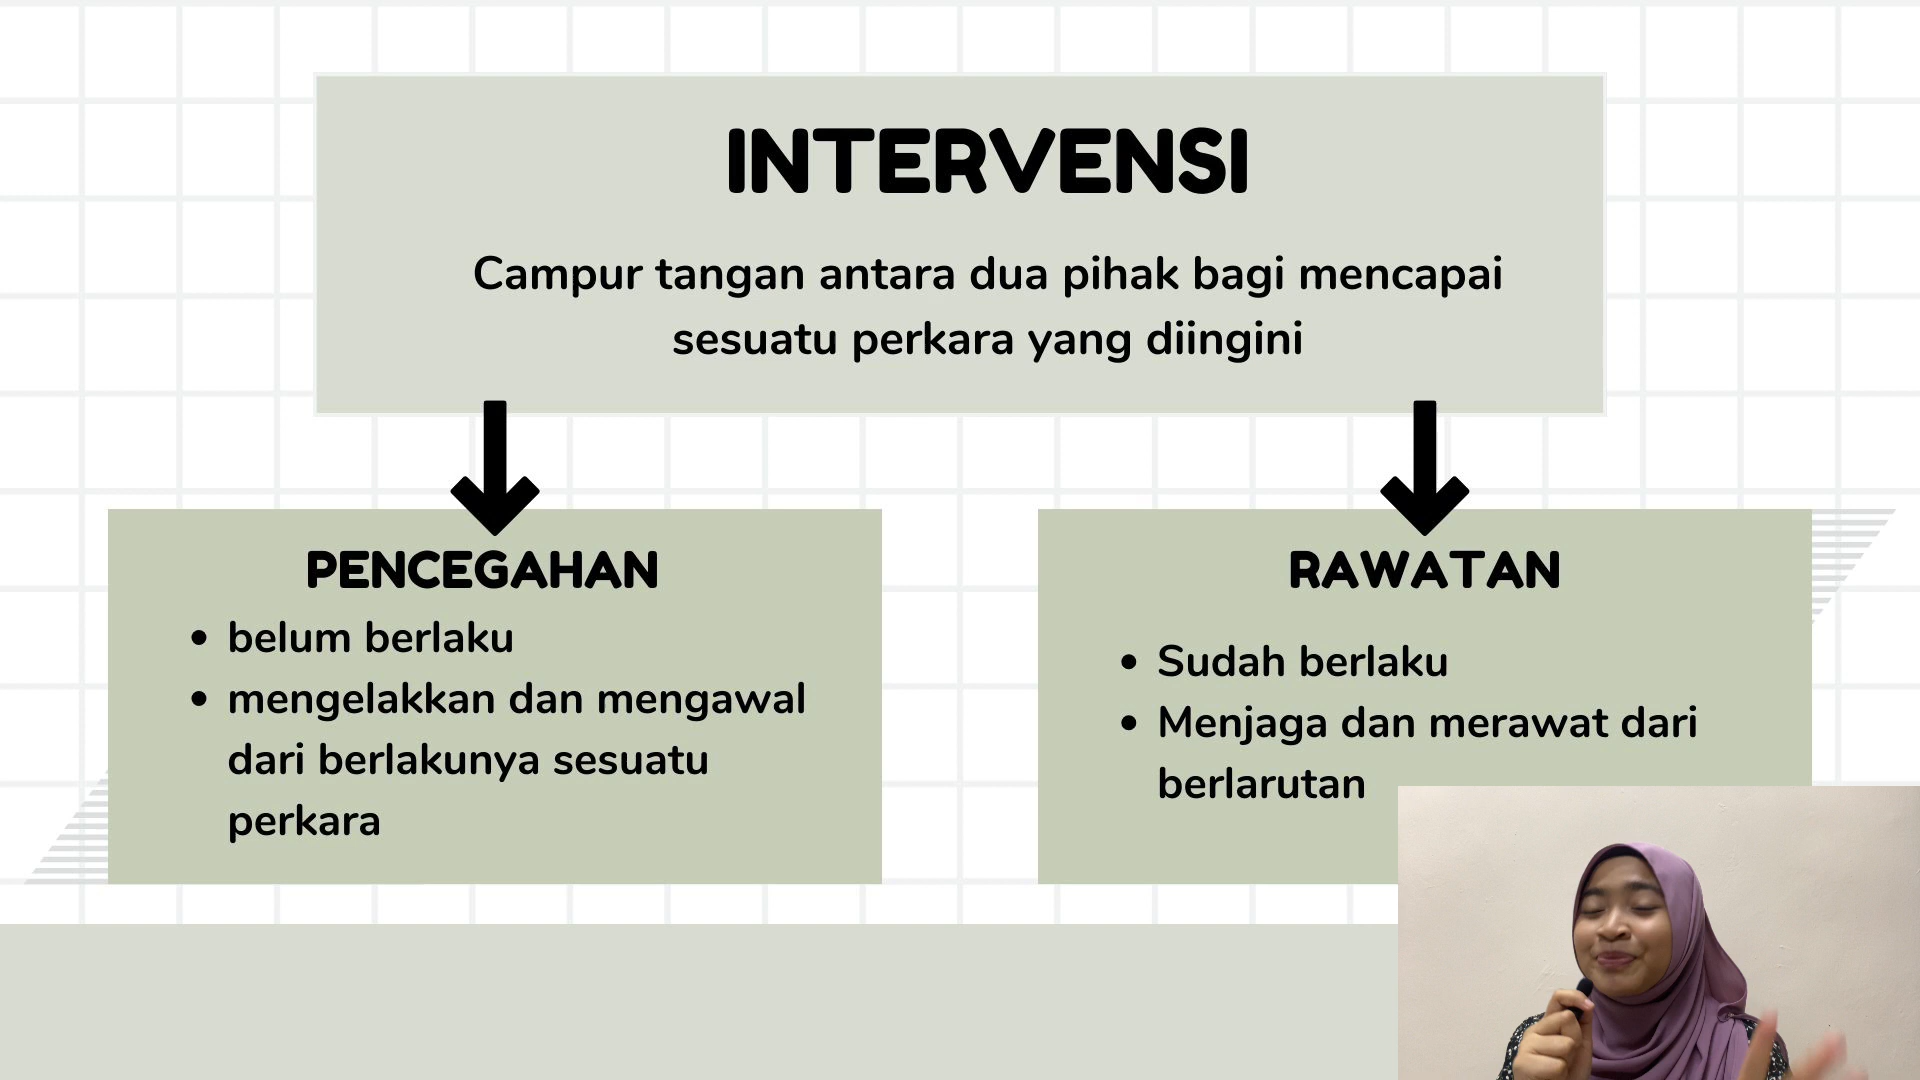 INTERVENSI
Campur tangan antara dua pihak bagi mencapai
sesuatu perkara yang diingini
PENCEGAHAN
• belum berlaku
• mengelakkan dan mengawal
dari berlakunya sesuatu
perkara
RAWATAN
• Sudah berlaku
• Menjaga dan merawat dari
berlarutan